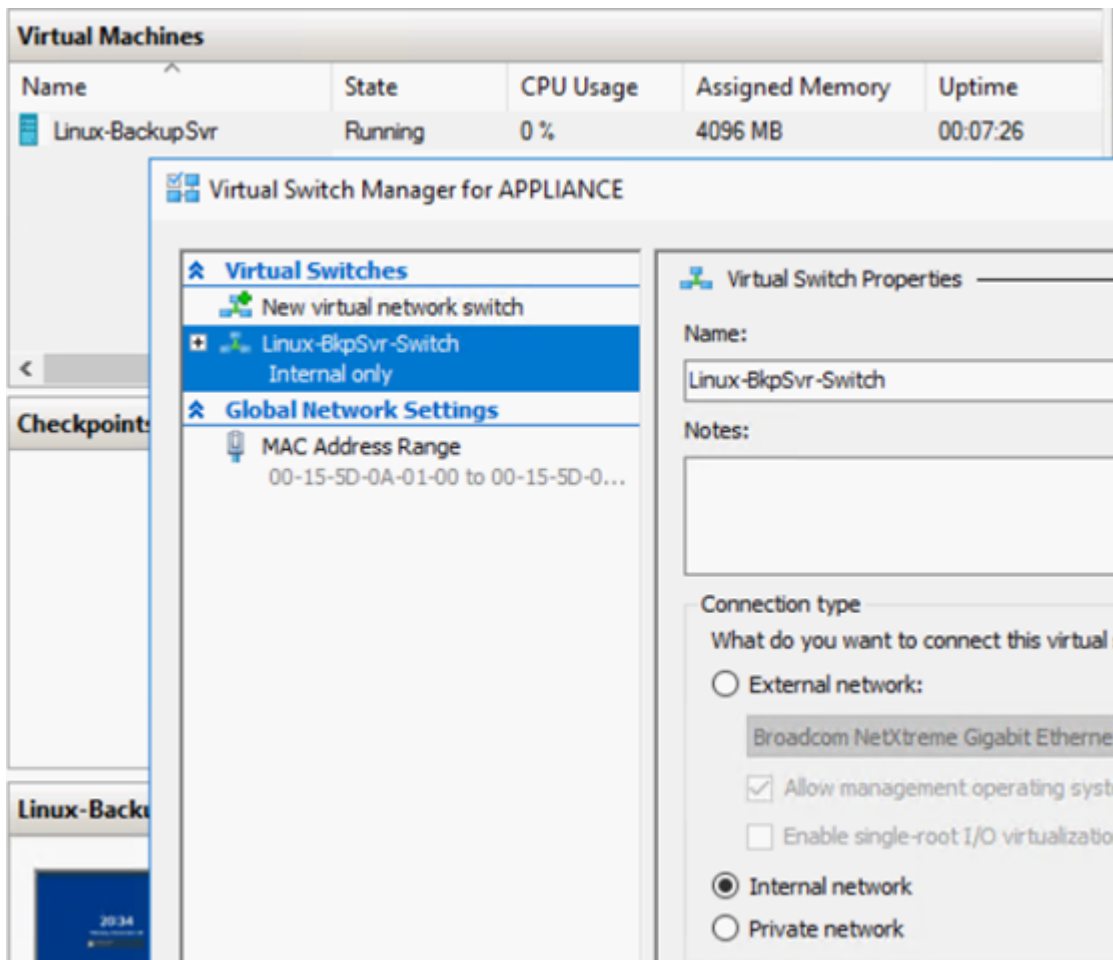 Virtual Machines
Name State CPU Usage Assigned Memory Uptime
Linux-BackupSvr Running 0 % 4096 MB 00:07:26
Virtual Switch Manager for APPLIANCE
Virtual Switches
New virtual network switch
Linux-BkpSvr-Switch
Internal only
Global Network Settings
MAC Address Range
00-15-5D-0A-01-00 to 00-15-5D-0...
Virtual Switch Properties
Name:
Linux-BkpSvr-Switch
Notes:
Connection type
What do you want to connect this virtual
External network:
Broadcom NetXtreme Gigabit Etherne
Allow management operating syst
Enable single-root I/O virtualizatio
Internal network
Private network
<
Checkpoints
Linux-Backu
20:34